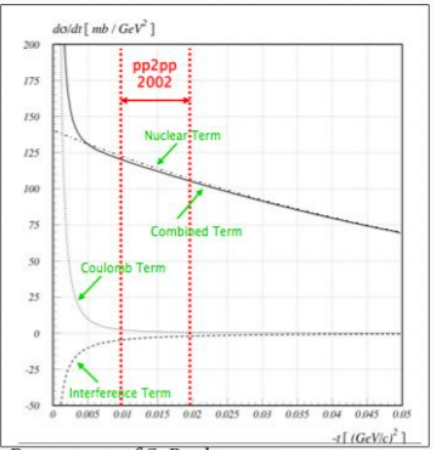 dσ/dt [ mb / GeV² ]
200
175
150
125
100
75
50
25
0
-25
-50
pp2pp
2002
Nuclear Term
Combined Term
Coulomb Term
Interference Term
0 0.005 0.01 0.015 0.02 0.025 0.03 0.035 0.04 0.045 0.05
-t [ (GeV/c)² ]